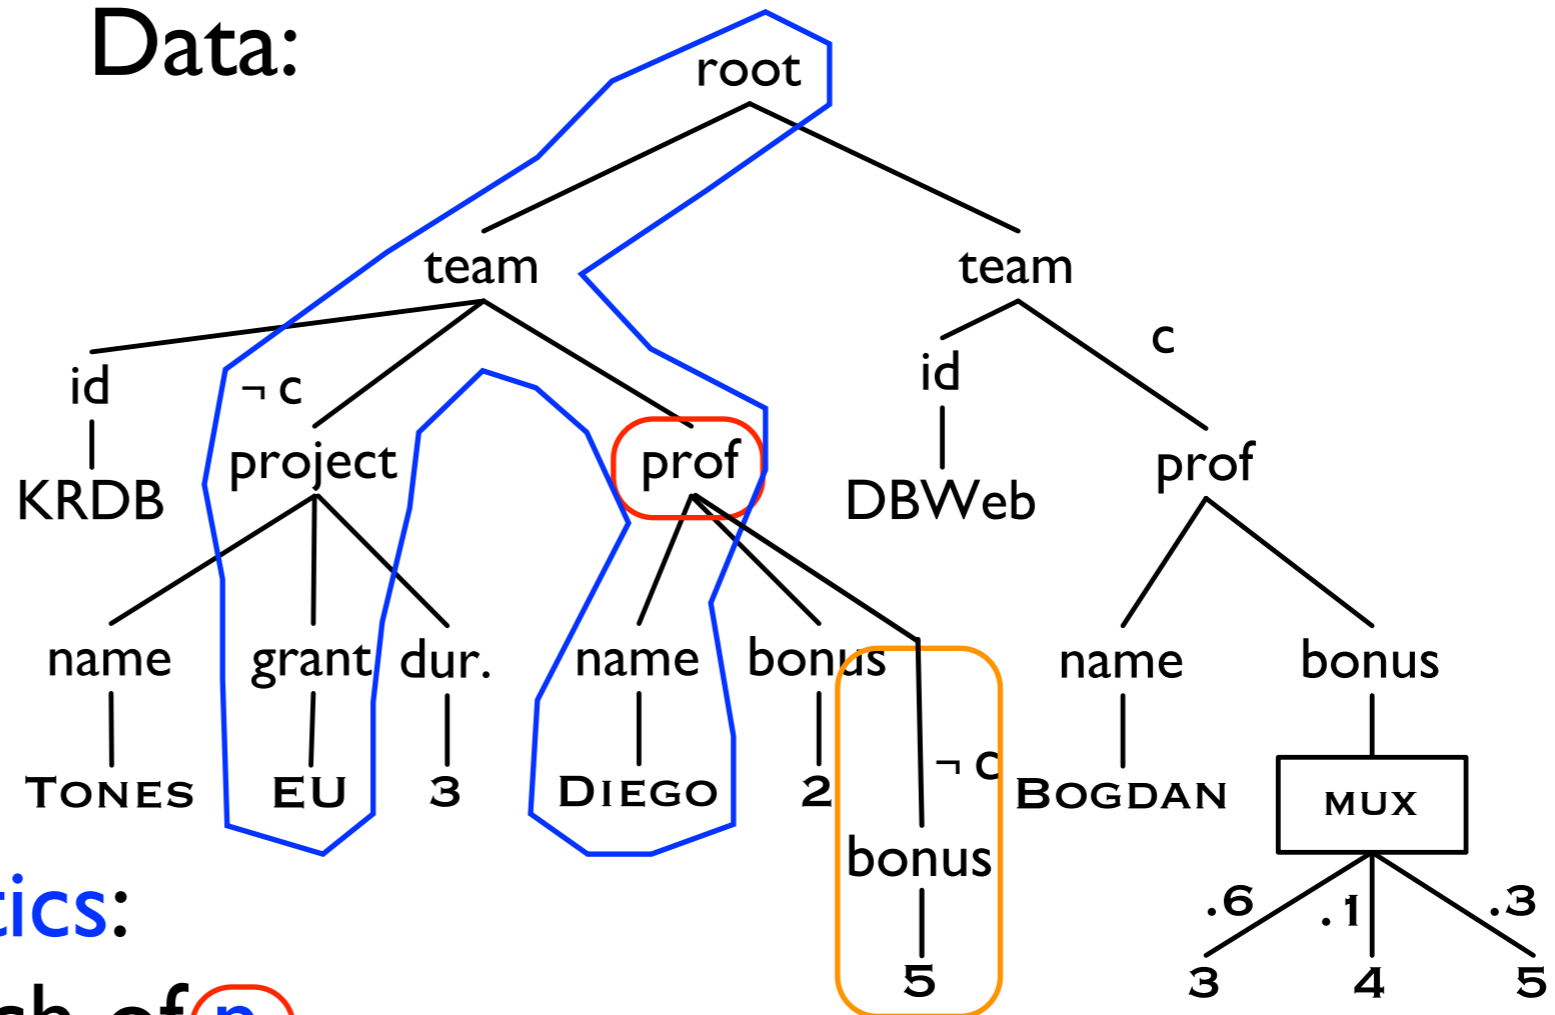 Data:
root
team team
c
id ¬ c id
project prof prof
KRDB DBWeb
name grant dur. name bonus name bonus
¬ c
TONES EU 3 DIEGO 2 BOGDAN MUX
bonus
tics:
.6 .1 .3
5 3 4 5
of p